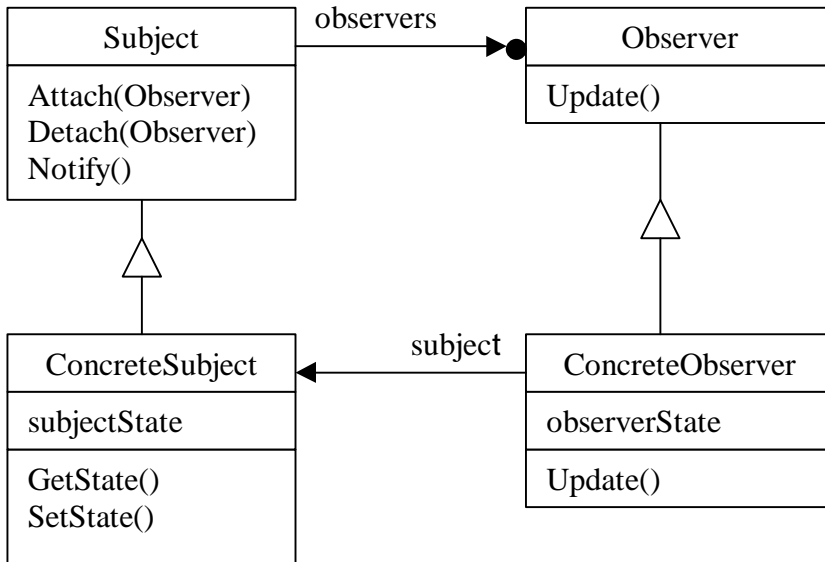 Subject
observers
Observer
Attach(Observer)
Detach(Observer)
Notify()
Update()
ConcreteSubject
subject
ConcreteObserver
subjectState
observerState
GetState()
SetState()
Update()